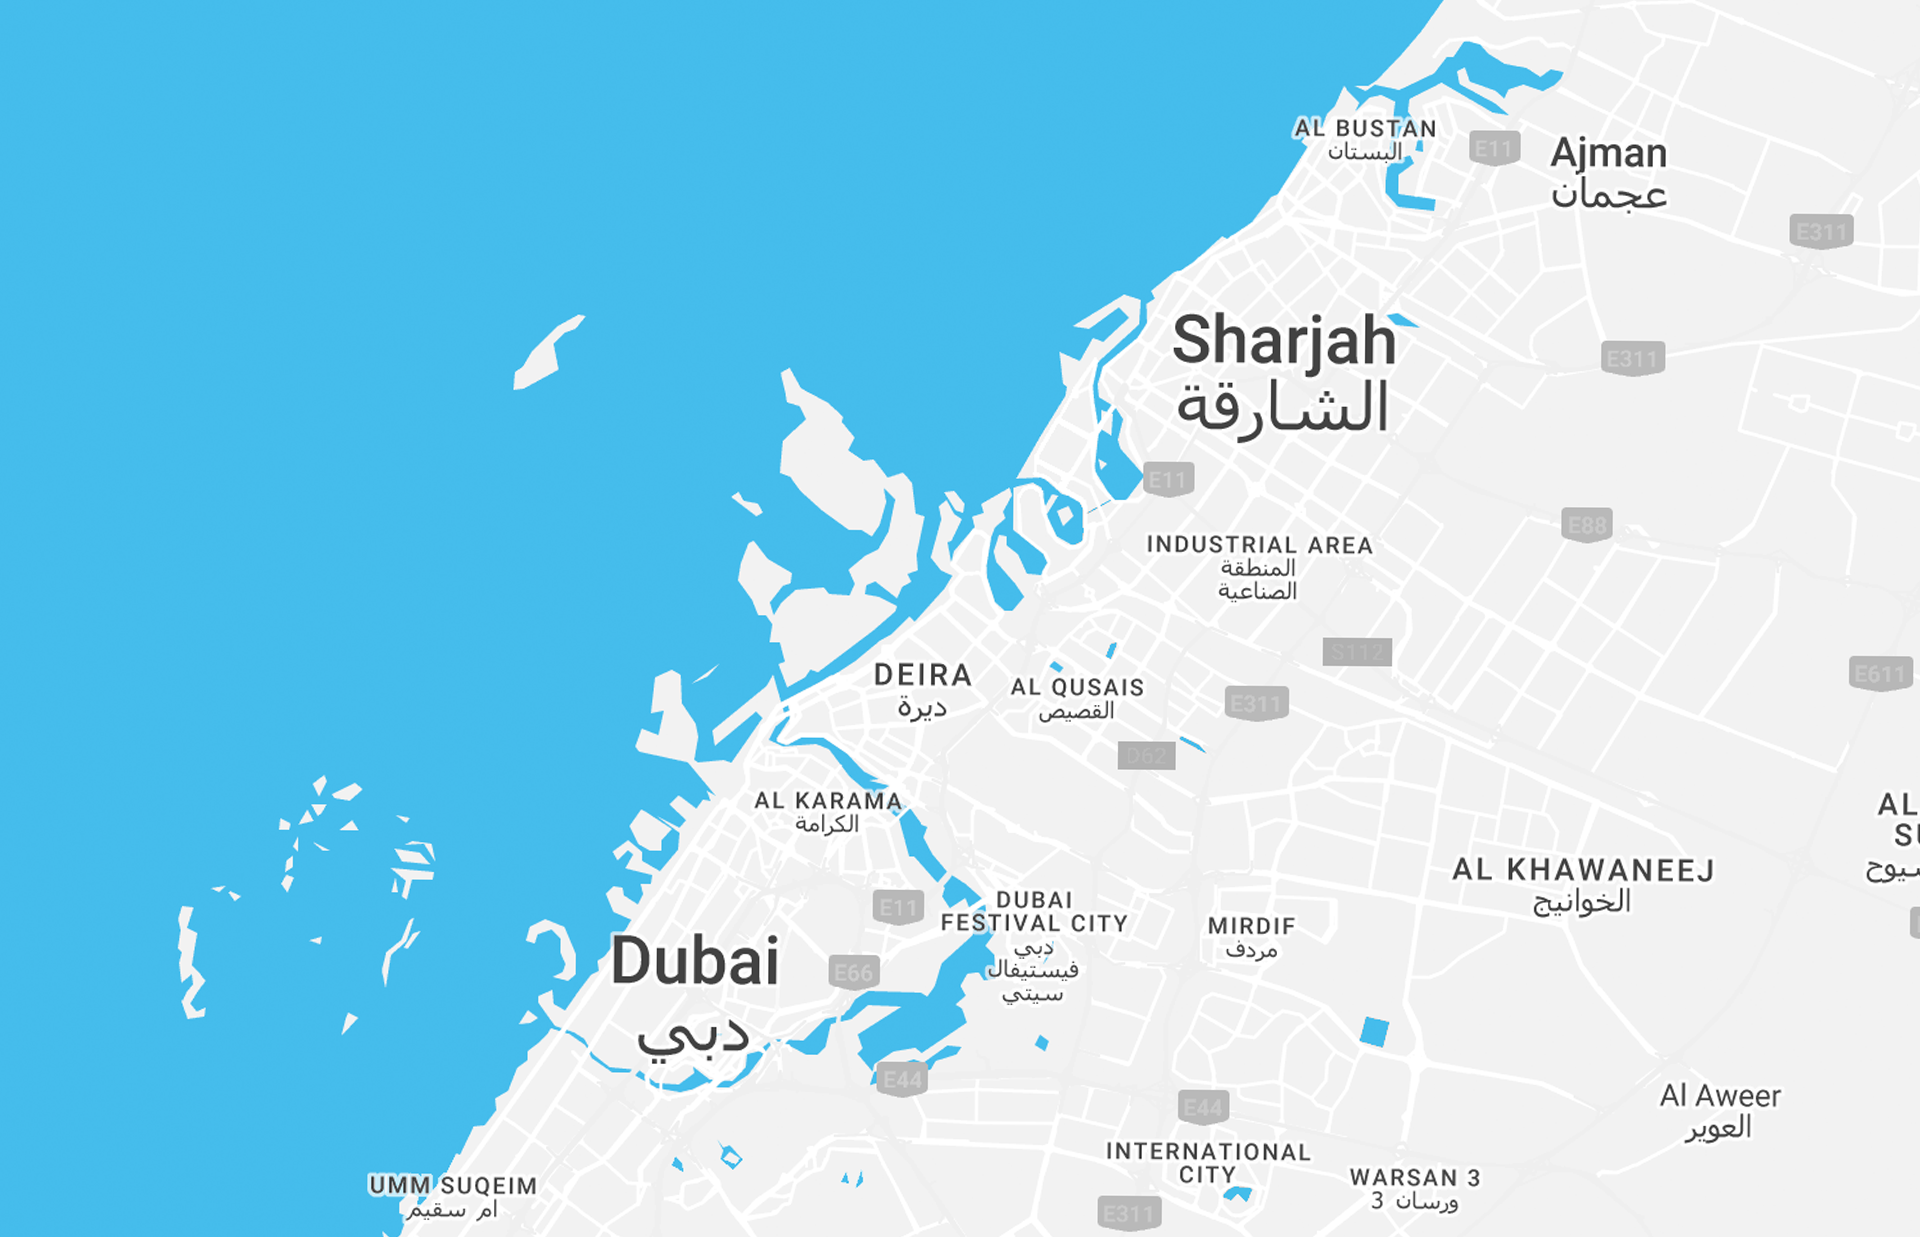 AL BUSTAN
البستان
E11
Ajman
عجمان
E311
Sharjah
الشارقة
E311
E11
E88
INDUSTRIAL AREA
المنطقة
الصناعية
S112
DEIRA
ديرة
AL QUSAIS
القصيص
E311
E611
D62
AL KARAMA
الكرامة
AL
سيوح
AL KHAWANEEJ
الخوانيج
E11
DUBAI
FESTIVAL CITY
دبي
فيستيفال
سيتي
MIRDIF
مردف
Dubai
دبي
E66
E44
E44
Al Aweer
العوير
INTERNATIONAL
CITY
WARSAN 3
ورسان 3
UMM SUQEIM
ام سقيم
E311